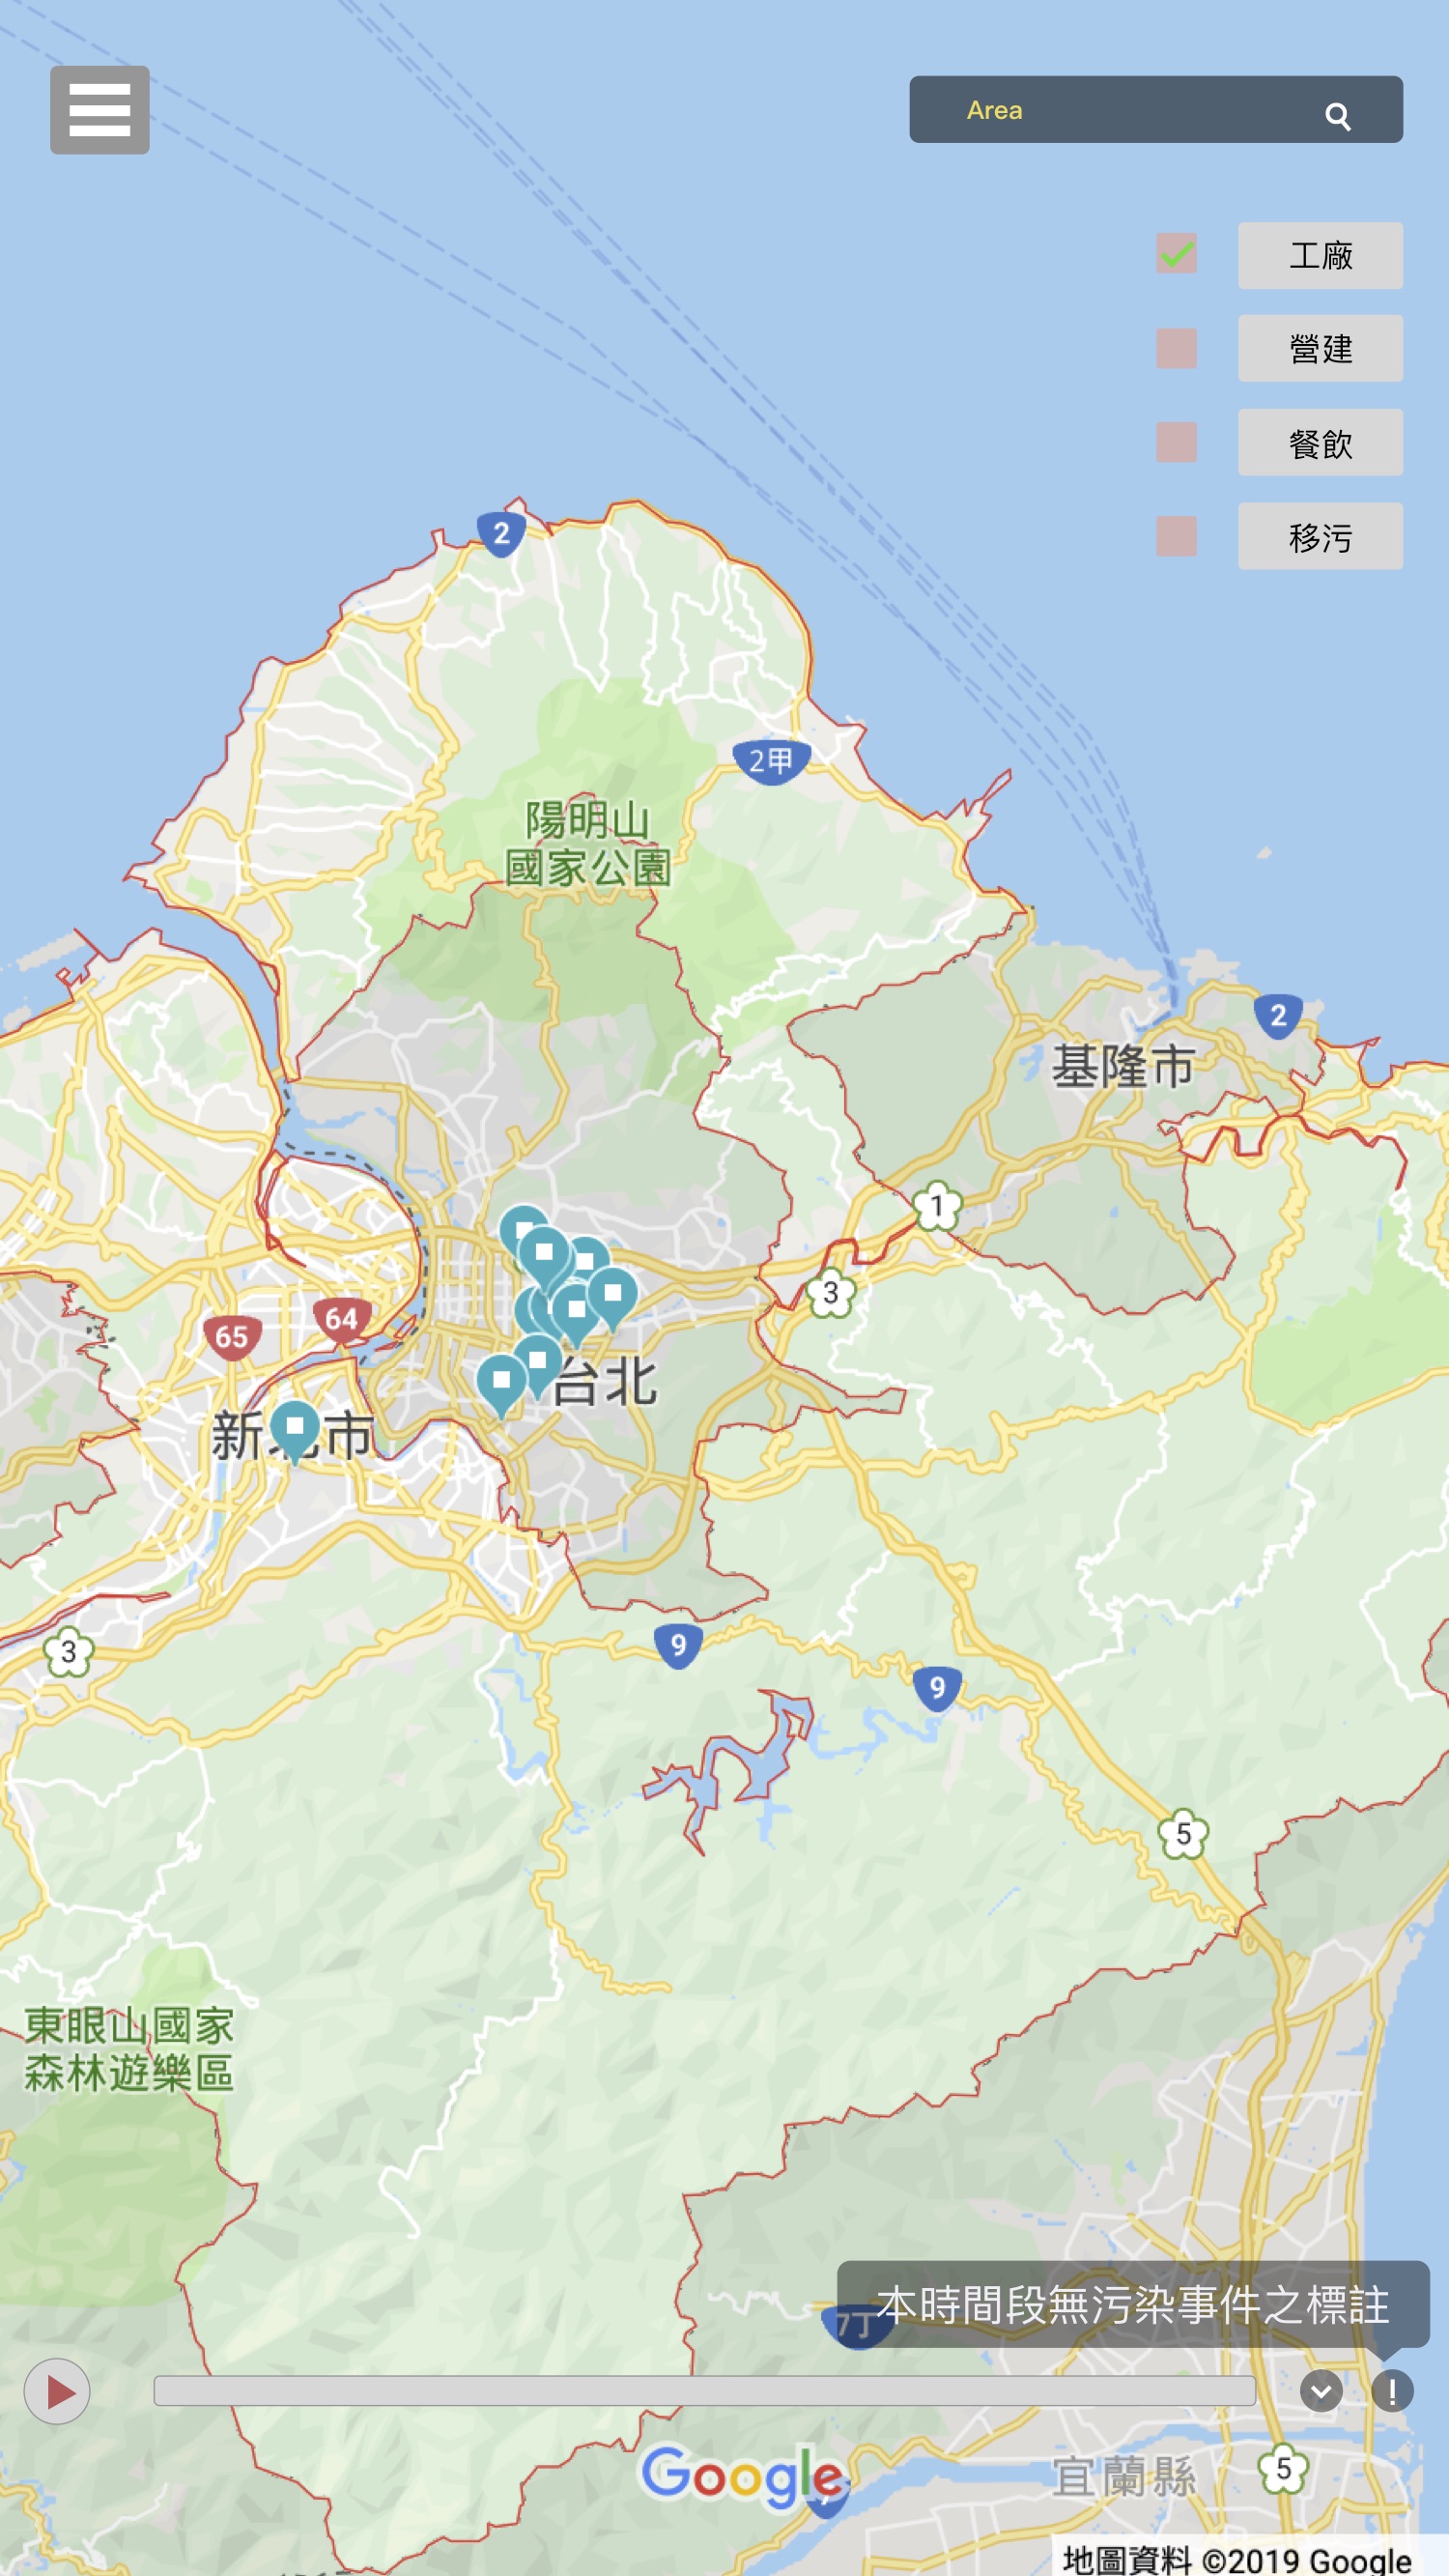 Area
工廠
營建
餐飲
移污
2
2甲
陽明山
國家公園
2
基隆市
1
3
64
65
台北
新北市
3
9
9
5
東眼山國家
森林遊樂區
本時間段無污染事件之標註
7丁
!
Google
宜蘭縣
5
地圖資料 ©2019 Google